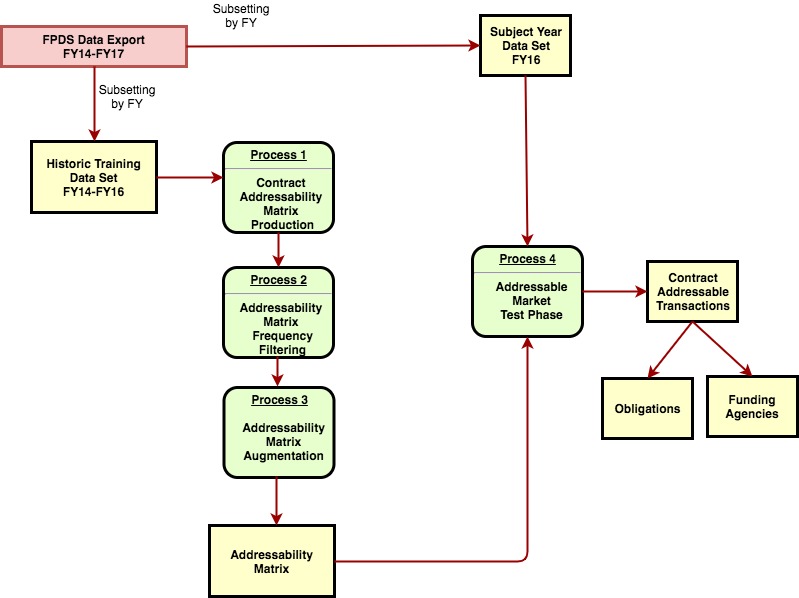 Subsetting
by FY
FPDS Data Export
FY14-FY17
Subject Year
Data Set
FY16
Subsetting
by FY
Historic Training
Data Set
FY14-FY16
Process 1
Contract
Addressability
Matrix
Production
Process 2
Addressability
Matrix
Frequency
Filtering
Process 3
Addressability
Matrix
Augmentation
Addressability
Matrix
Process 4
Addressable
Market
Test Phase
Contract
Addressable
Transactions
Obligations
Funding
Agencies